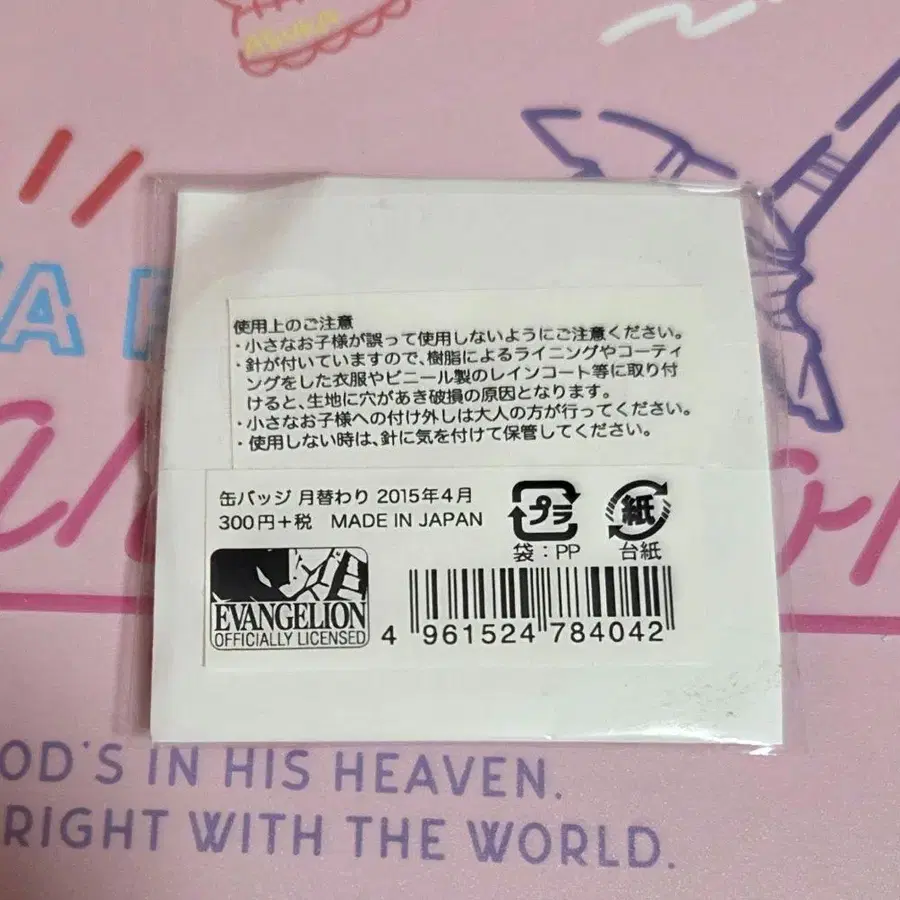 ASUKA
使用上のご注意
・小さなお子様が誤って使用しないようにご注意ください。
・針が付いていますので、樹脂によるライニングやコーティ
ングをした衣服やビニール製のレインコート等に取り付
けると、生地に穴があき破損の原因となります。
・小さなお子様への付け外しは大人の方が行ってください。
・使用しない時は、針に気を付けて保管してください。
缶バッジ 月替わり 2015年4月
300円+税 MADE IN JAPAN
プラ
袋:PP
紙
台紙
EVANGELION
OFFICIALLY LICENSED
4 961524 784042
OD'S IN HIS HEAVEN.
RIGHT WITH THE WORLD.